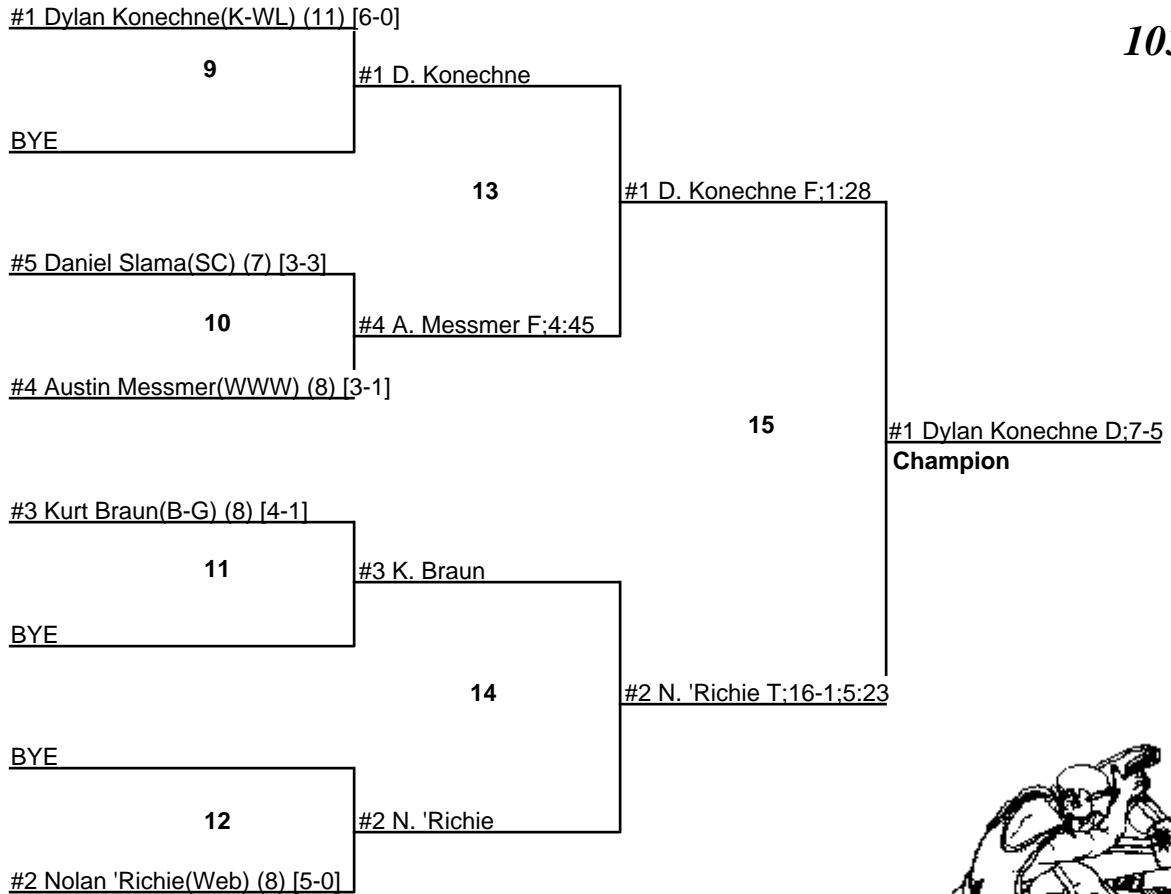 #1 Dylan Konechne(K-WL) (11) [6-0]
103
9
#1 D. Konechne
BYE
13
#1 D. Konechne F;1:28
#5 Daniel Slama(SC) (7) [3-3]
10
#4 A. Messmer F;4:45
#4 Austin Messmer(WWW) (8) [3-1]
15
#1 Dylan Konechne D;7-5
Champion
#3 Kurt Braun(B-G) (8) [4-1]
11
#3 K. Braun
BYE
14
#2 N. 'Richie T;16-1;5:23
BYE
12
#2 N. 'Richie
#2 Nolan 'Richie(Web) (8) [5-0]